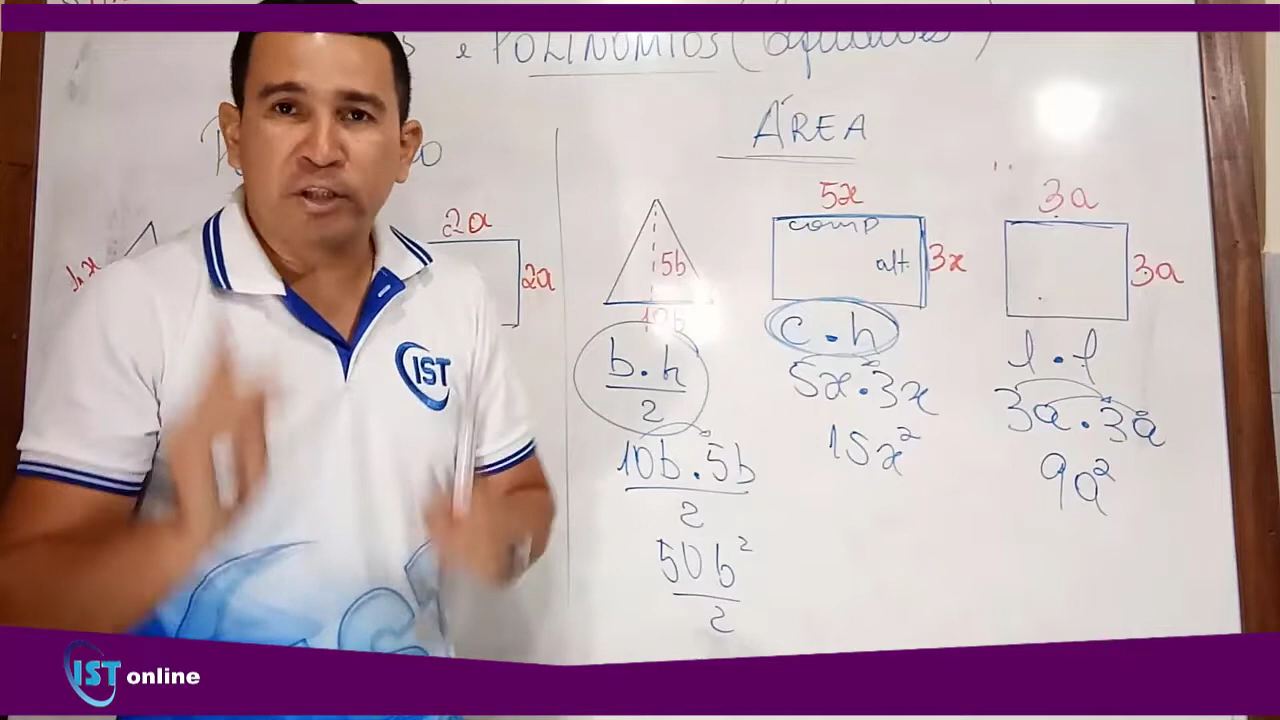 e POLINÔMIOS (
ÁREA
2a
2a
5b
10b
b.h
2
10b.5b
2
50b²
2
5x
comp
alt.
3x
c.h
5x.3x
15x²
3a
3a
l.l
3a.3a
9a²
IST
IST online